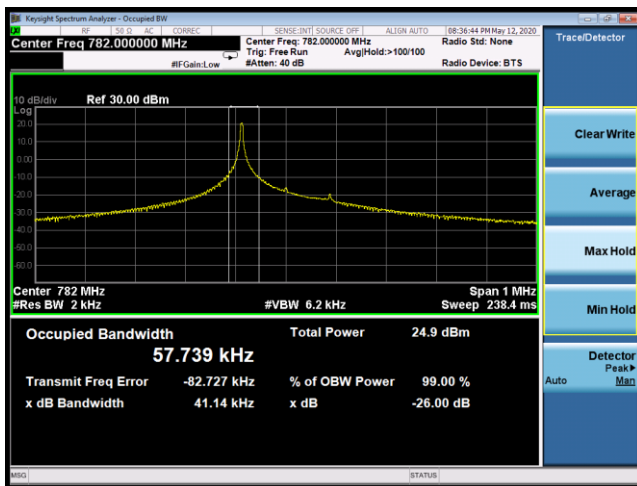 Keysight Spectrum Analyzer - Occupied BW
RF 50 Ω AC CORREC SENSE:INT SOURCE OFF ALIGN AUTO 08:36:44 PM May 12, 2020
Center Freq 782.000000 MHz
Center Freq: 782.000000 MHz Radio Std: None
Trig: Free Run Avg|Hold:>100/100
#IFGain:Low #Atten: 40 dB Radio Device: BTS
Trace/Detector
10 dB/div Ref 30.00 dBm
Log
20.0
10.0
0.00
-10.0
-20.0
-30.0
-40.0
-50.0
-60.0
Center 782 MHz Span 1 MHz
#Res BW 2 kHz #VBW 6.2 kHz Sweep 238.4 ms
Occupied Bandwidth Total Power 24.9 dBm
57.739 kHz
Transmit Freq Error -82.727 kHz % of OBW Power 99.00 %
x dB Bandwidth 41.14 kHz x dB -26.00 dB
Clear Write
Average
Max Hold
Min Hold
Detector
Peak▶
Auto Man
MSG STATUS